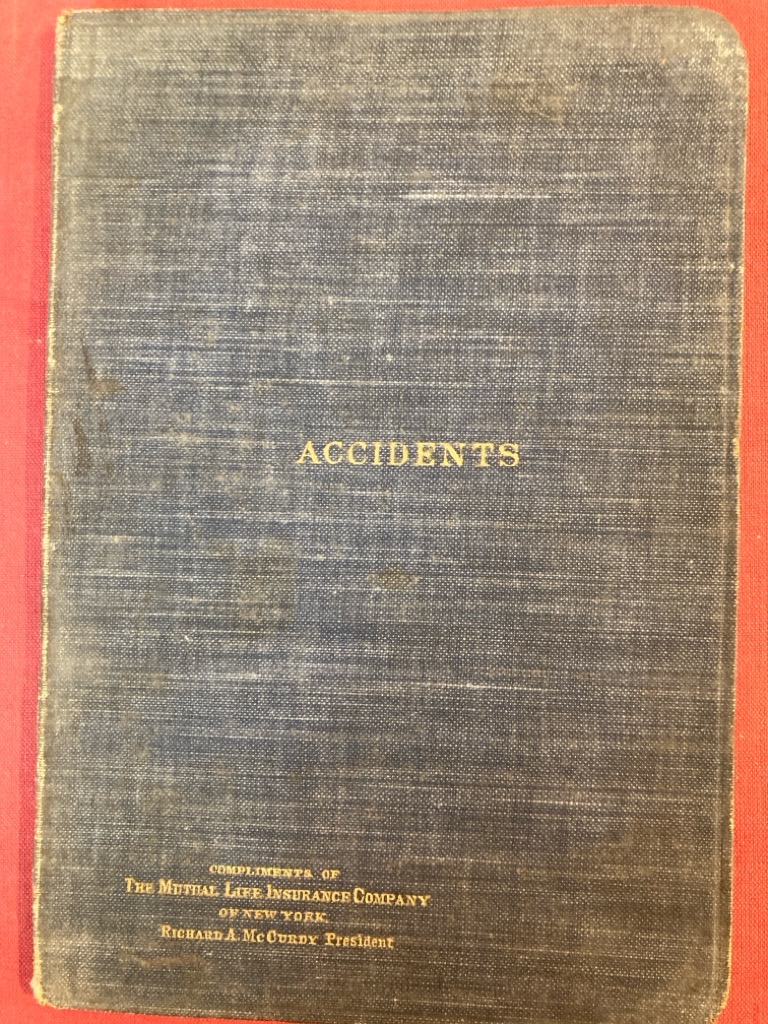 ACCIDENTS
COMPLIMENTS OF
THE MUTUAL LIFE INSURANCE COMPANY
OF NEW YORK.
RICHARD A. MCCURDY President